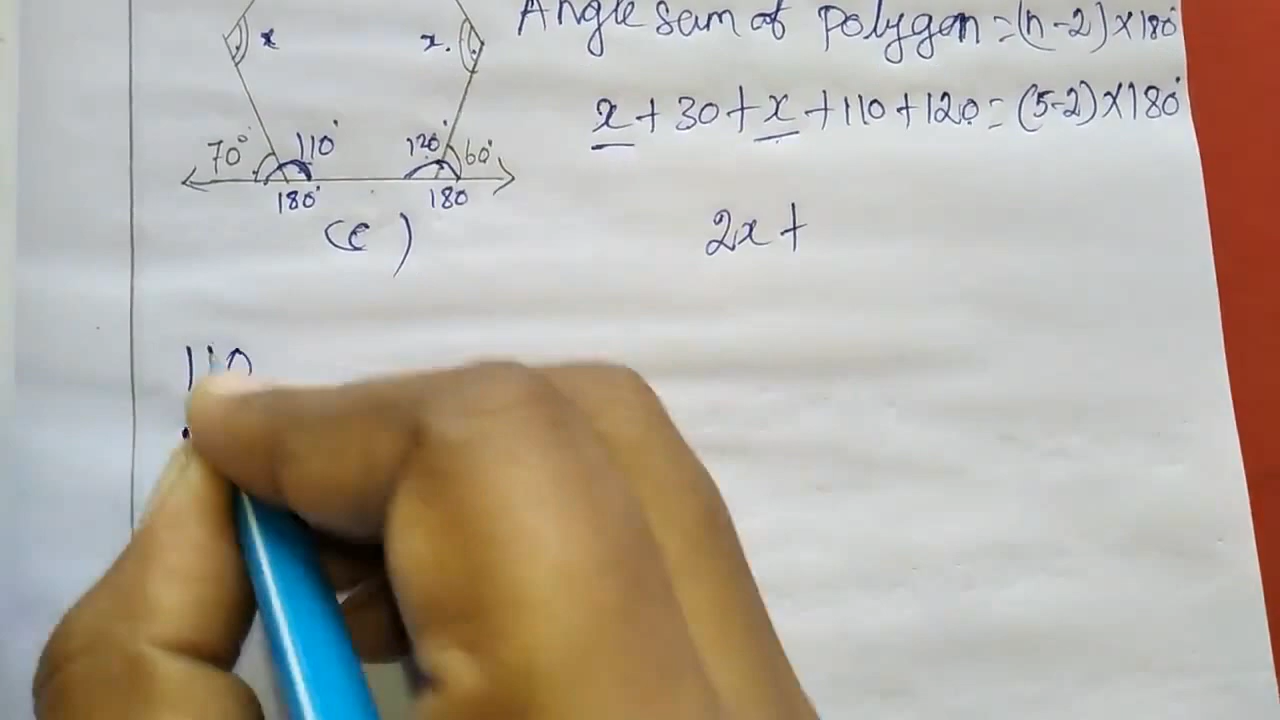 Angle sum of polygon = (n-2)×180°
x x.
x + 30 + x + 110 + 120 = (5-2)×180°
70° 110° 120° 60°
180° 180
(c)
2x +
110